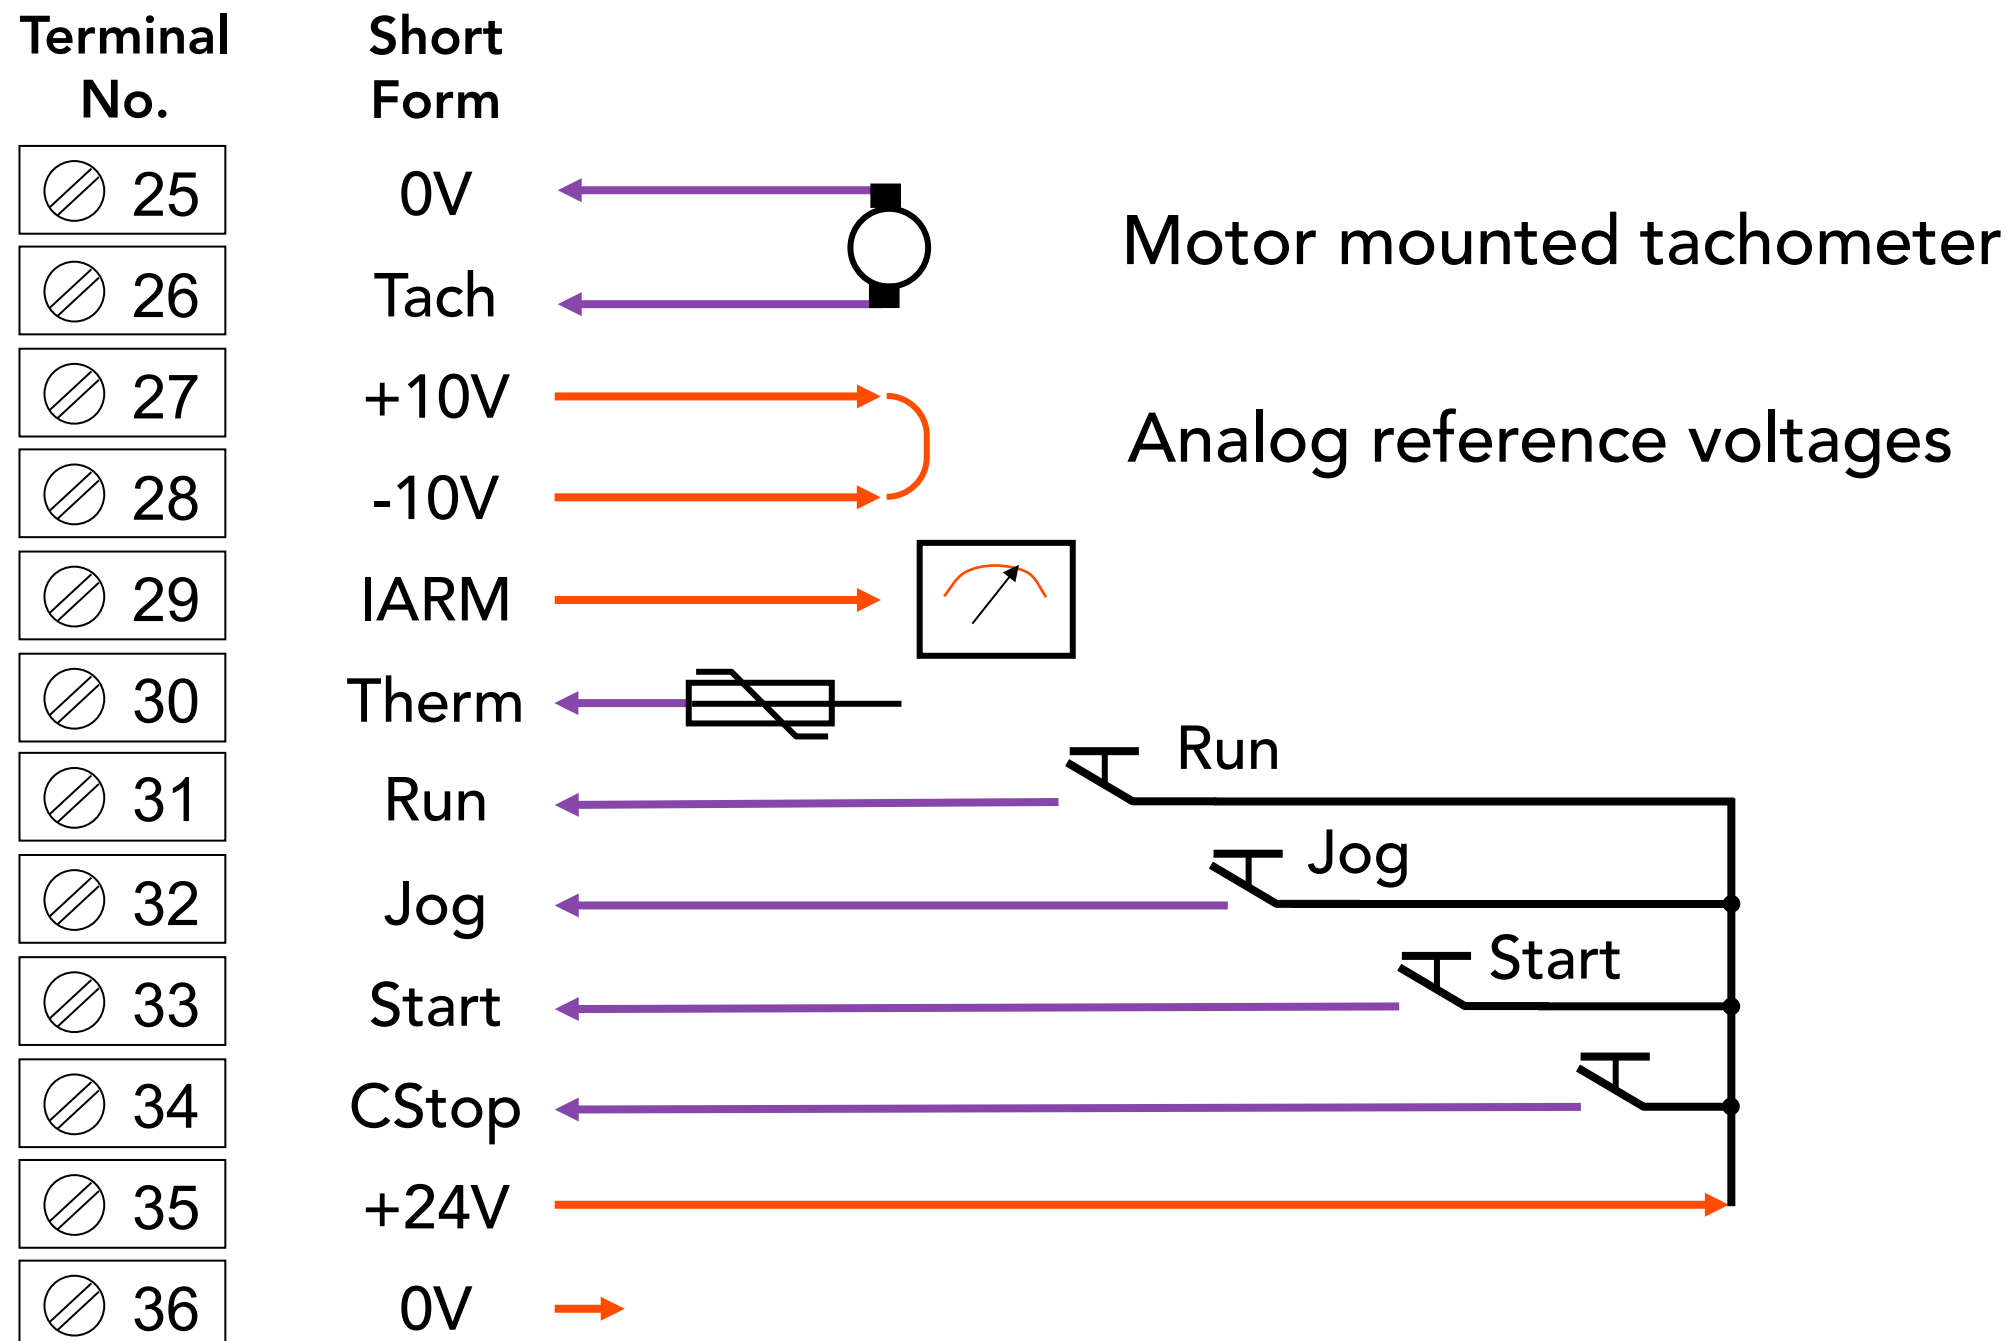 Terminal No. Short Form
25 0V
Motor mounted tachometer
26 Tach
27 +10V
Analog reference voltages
28 -10V
29 IARM
30 Therm
Run
31 Run
Jog
32 Jog
Start
33 Start
34 CStop
35 +24V
36 0V